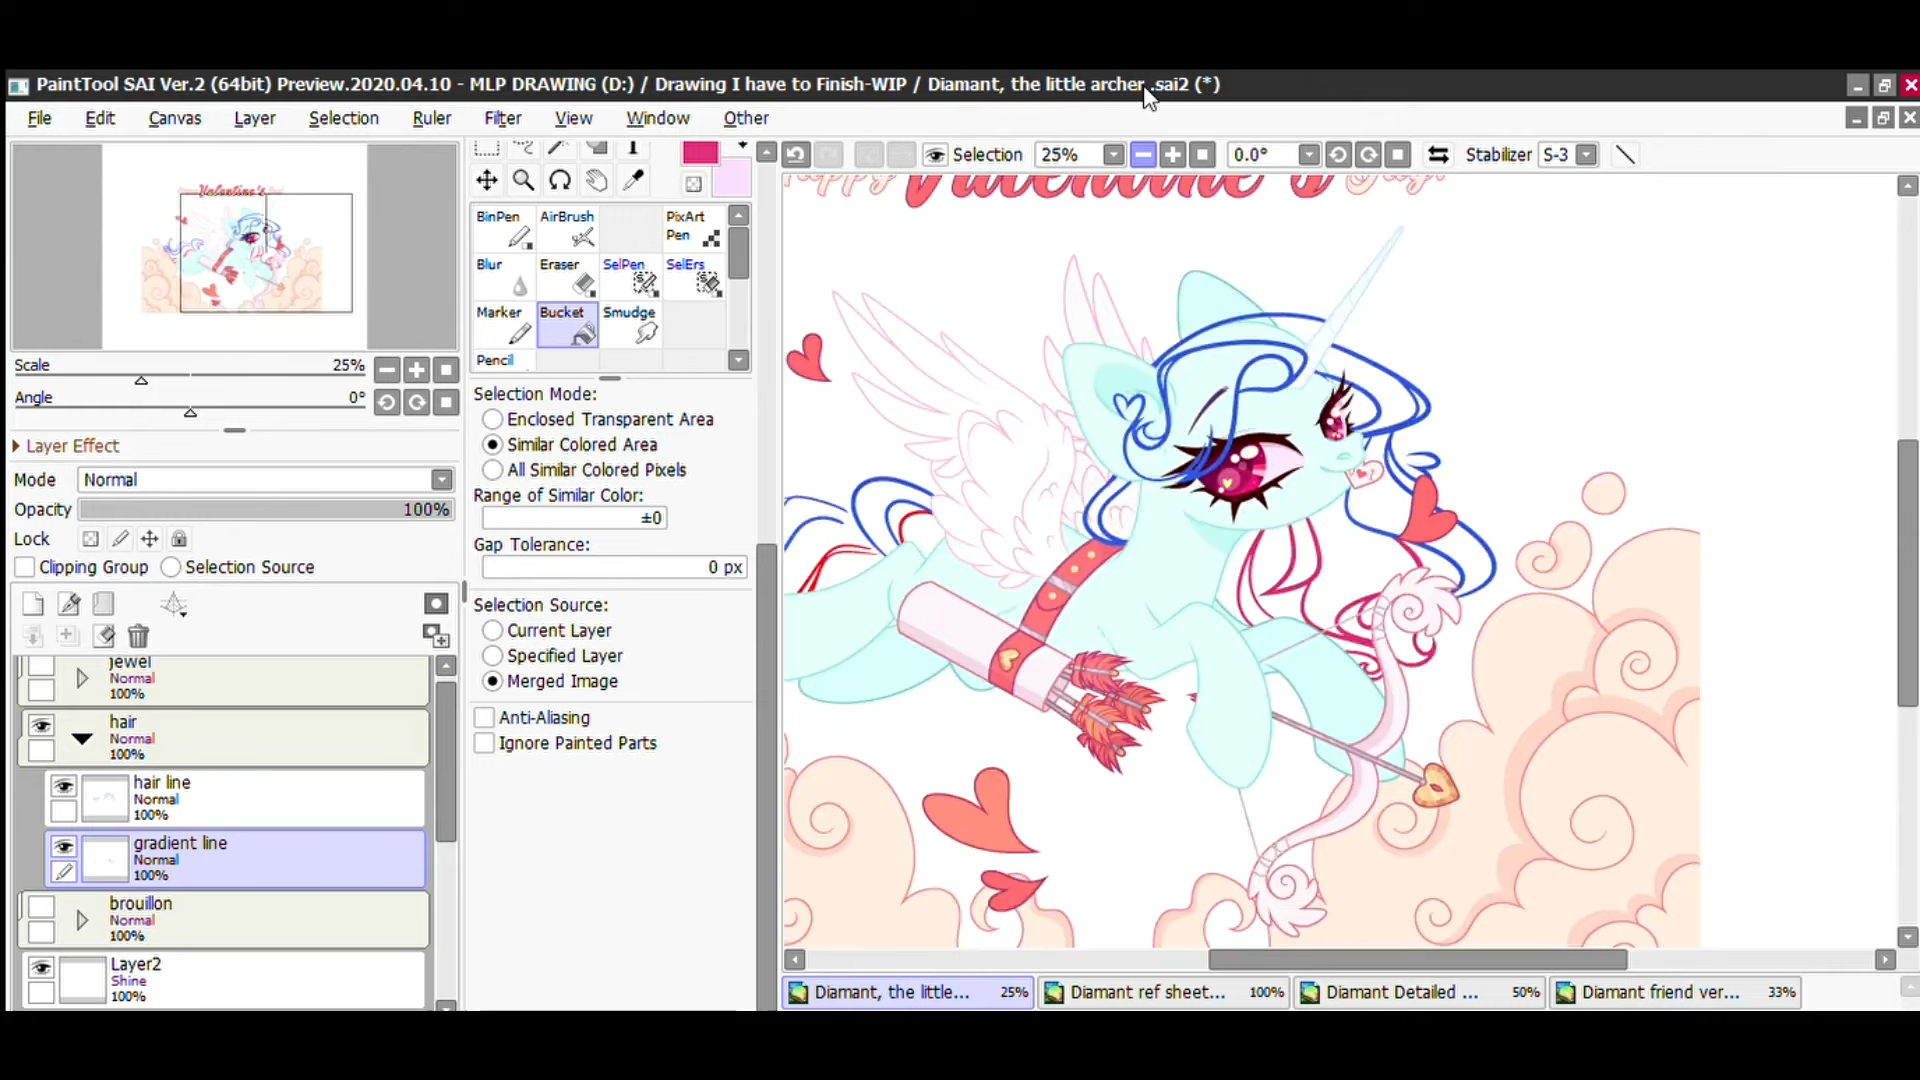 PaintTool SAI Ver.2 (64bit) Preview.2020.04.10 - MLP DRAWING (D:) / Drawing I have to Finish-WIP / Diamant, the little archer .sai2 (*)
File Edit Canvas Layer Selection Ruler Filter View Window Other
Selection 25% 0.0° Stabilizer S-3
Valentine's
Happy Valentine's Day!
BinPen AirBrush PixArt Pen
Blur Eraser SelPen SelErs
Marker Bucket Smudge
Pencil
Scale 25%
Angle 0°
Layer Effect
Mode Normal
Opacity 100%
Lock
Clipping Group Selection Source
Selection Mode:
Enclosed Transparent Area
Similar Colored Area
All Similar Colored Pixels
Range of Similar Color:
±0
Gap Tolerance:
0 px
Selection Source:
Current Layer
Specified Layer
Merged Image
Anti-Aliasing
Ignore Painted Parts
jewel
Normal
100%
hair
Normal
100%
hair line
Normal
100%
gradient line
Normal
100%
brouillon
Normal
100%
Layer2
Shine
100%
Diamant, the little... 25% Diamant ref sheet... 100% Diamant Detailed ... 50% Diamant friend ver... 33%